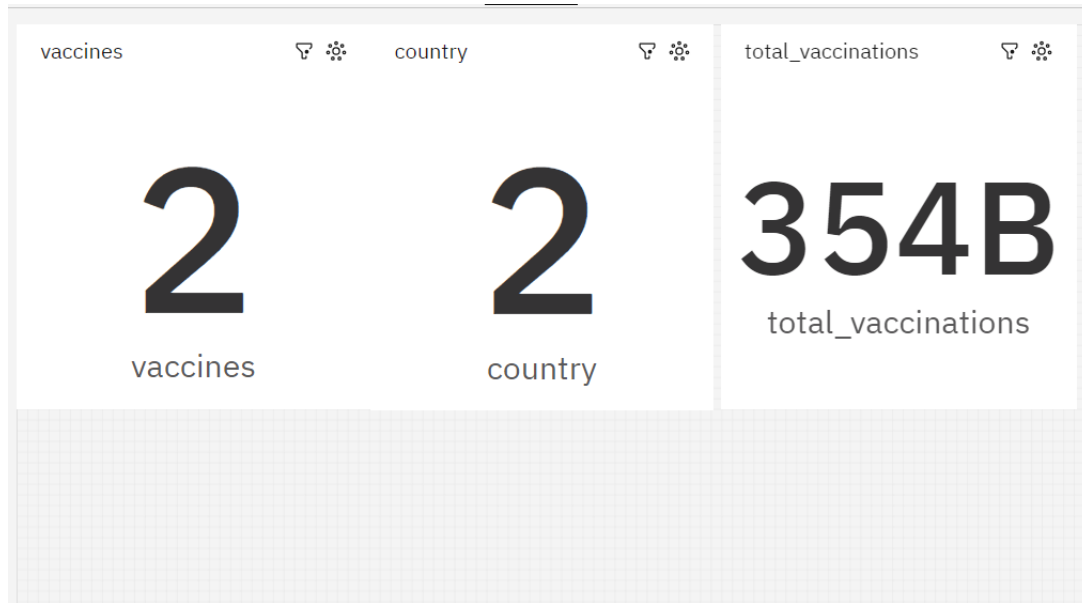 vaccines
country
total_vaccinations
2
vaccines
2
country
354B
total_vaccinations